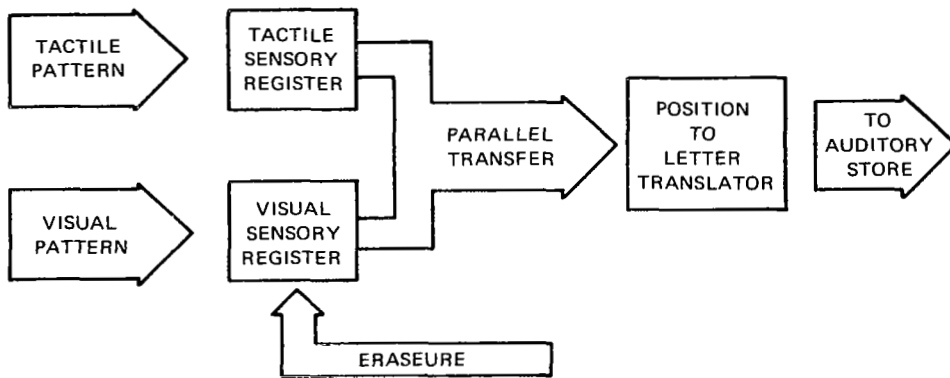 TACTILE
PATTERN
TACTILE
SENSORY
REGISTER
PARALLEL
TRANSFER
POSITION
TO
LETTER
TRANSLATOR
TO
AUDITORY
STORE
VISUAL
PATTERN
VISUAL
SENSORY
REGISTER
ERASEURE